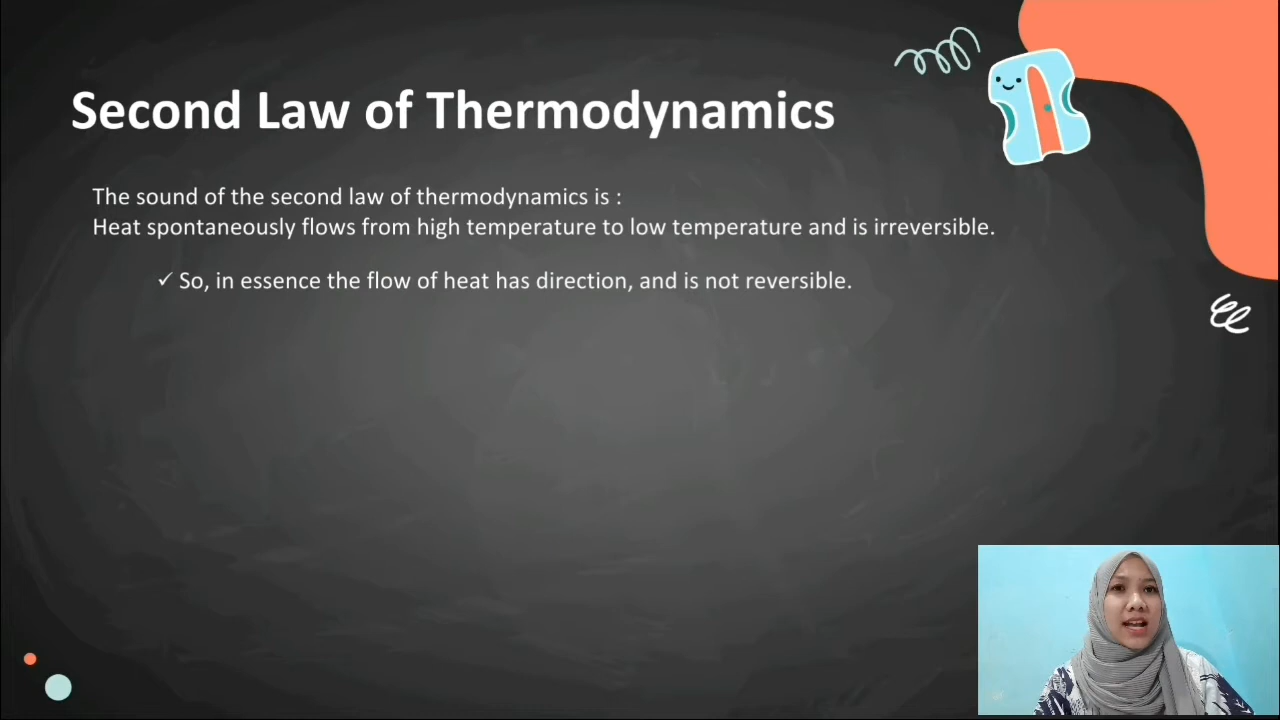 Second Law of Thermodynamics
The sound of the second law of thermodynamics is :
Heat spontaneously flows from high temperature to low temperature and is irreversible.
✓ So, in essence the flow of heat has direction, and is not reversible.